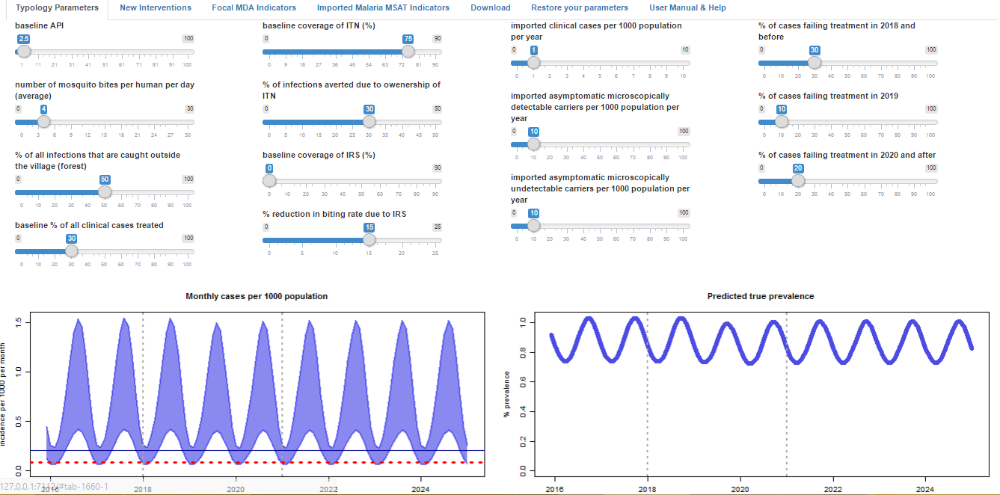 Typology Parameters New Interventions Focal MDA Indicators Imported Malaria MSAT Indicators Download Restore your parameters User Manual & Help
baseline API
2.5 100
1 11 21 31 41 51 61 71 81 91 100
number of mosquito bites per human per day
(average)
0 4 30
0 3 6 9 12 15 18 21 24 27 30
% of all infections that are caught outside
the village (forest)
0 50 100
0 10 20 30 40 50 60 70 80 90 100
baseline % of all clinical cases treated
0 30 100
0 10 20 30 40 50 60 70 80 90 100
baseline coverage of ITN (%)
0 75 90
0 9 18 27 36 45 54 63 72 81 90
% of infections averted due to owenership of
ITN
0 30 50
0 5 10 15 20 25 30 35 40 45 50
baseline coverage of IRS (%)
0 90
0 10 20 30 40 50 60 70 80 90
% reduction in biting rate due to IRS
0 15 25
0 5 10 15 20 25
imported clinical cases per 1000 population
per year
0 1 10
0 1 2 3 4 5 6 7 8 9 10
imported asymptomatic microscopically
detectable carriers per 1000 population per
year
0 10 100
0 10 20 30 40 50 60 70 80 90 100
imported asymptomatic microscopically
undetectable carriers per 1000 population per
year
0 10 100
0 10 20 30 40 50 60 70 80 90 100
% of cases failing treatment in 2018 and
before
0 30 100
0 10 20 30 40 50 60 70 80 90 100
% of cases failing treatment in 2019
0 10 100
0 10 20 30 40 50 60 70 80 90 100
% of cases failing treatment in 2020 and after
0 20 100
0 10 20 30 40 50 60 70 80 90 100
Monthly cases per 1000 population
incidence per 1000 per month
1.5
1.0
0.5
0.0
2016 2018 2020 2022 2024
127.0.0.1:7112/#tab-1660-1
Predicted true prevalence
% prevalence
1.0
0.8
0.6
0.4
0.2
0.0
2016 2018 2020 2022 2024